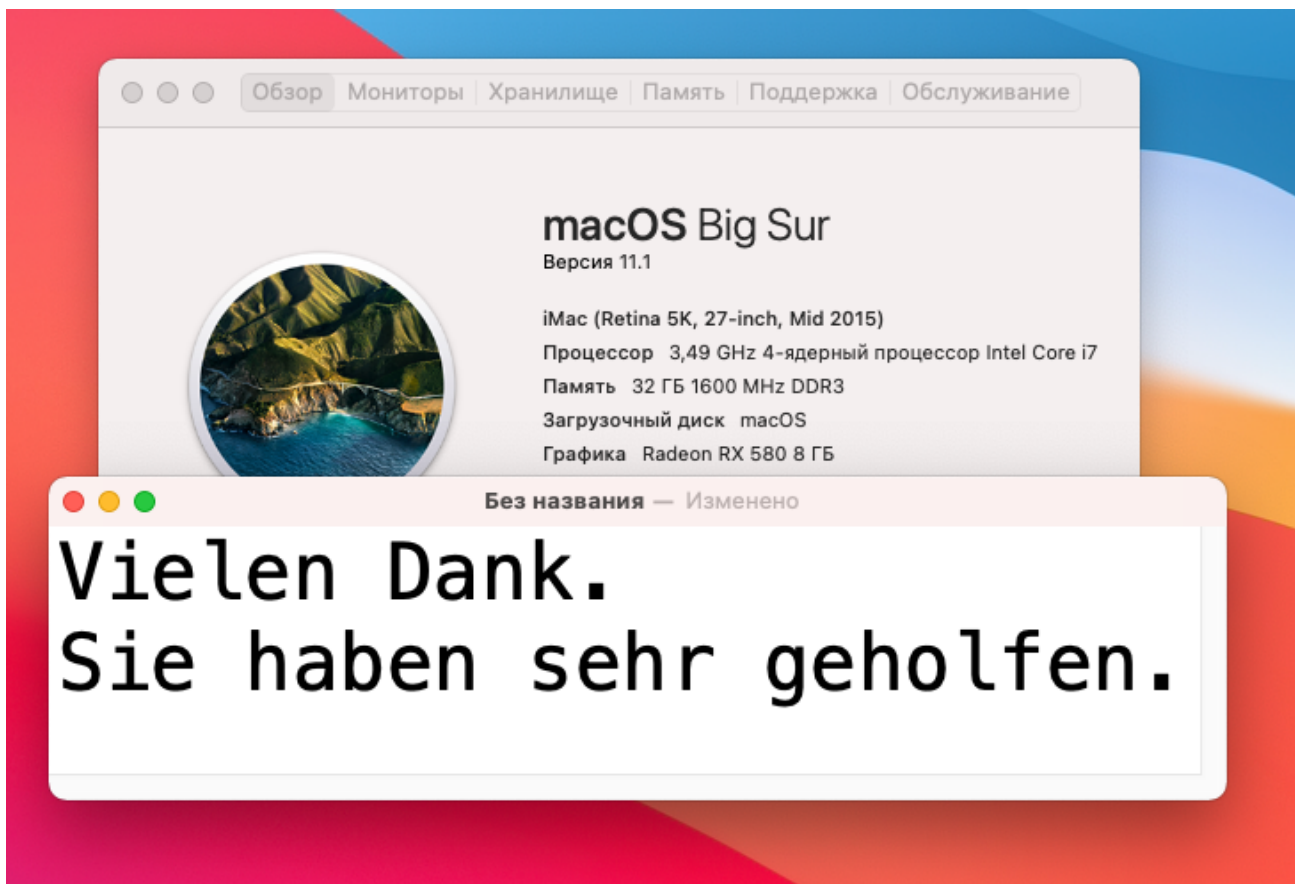 Обзор Мониторы Хранилище Память Поддержка Обслуживание
macOS Big Sur
Версия 11.1
iMac (Retina 5K, 27-inch, Mid 2015)
Процессор 3,49 GHz 4-ядерный процессор Intel Core i7
Память 32 ГБ 1600 MHz DDR3
Загрузочный диск macOS
Графика Radeon RX 580 8 ГБ
Без названия — Изменено
Vielen Dank.
Sie haben sehr geholfen.